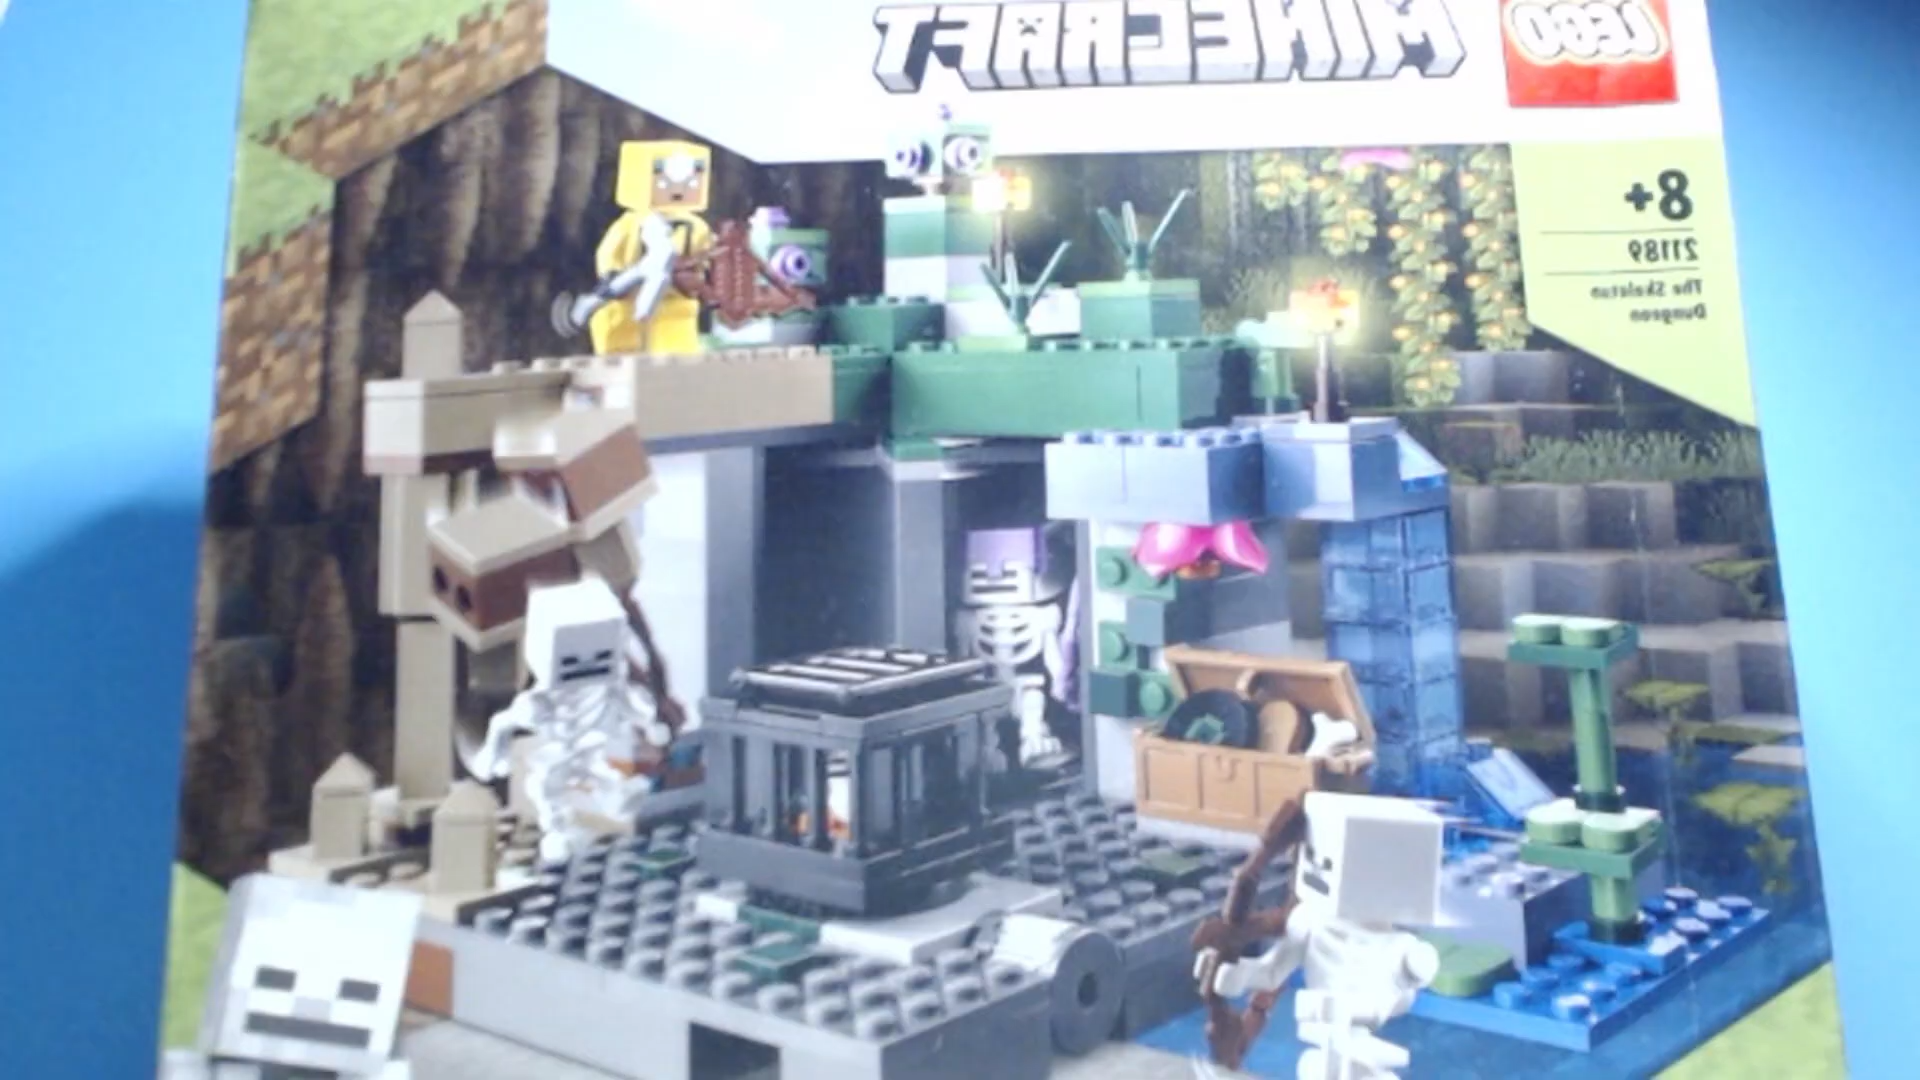 MINECRAFT
LEGO
8+
21189
The Skeleton
Dungeon